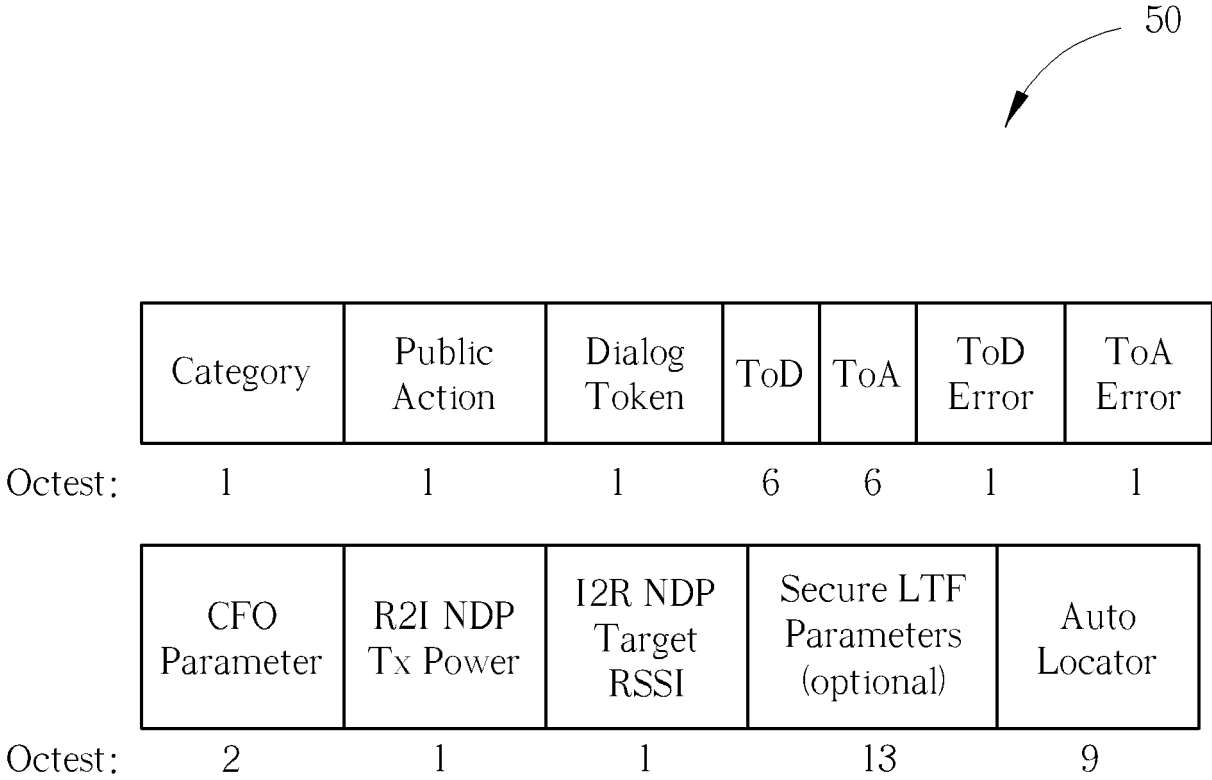 50
Category
Public
Action
Dialog
Token
ToD
ToA
ToD
Error
ToA
Error
Octest: 1 1 1 6 6 1 1
CFO
Parameter
R2I NDP
Tx Power
I2R NDP
Target
RSSI
Secure LTF
Parameters
(optional)
Auto
Locator
Octest: 2 1 1 13 9